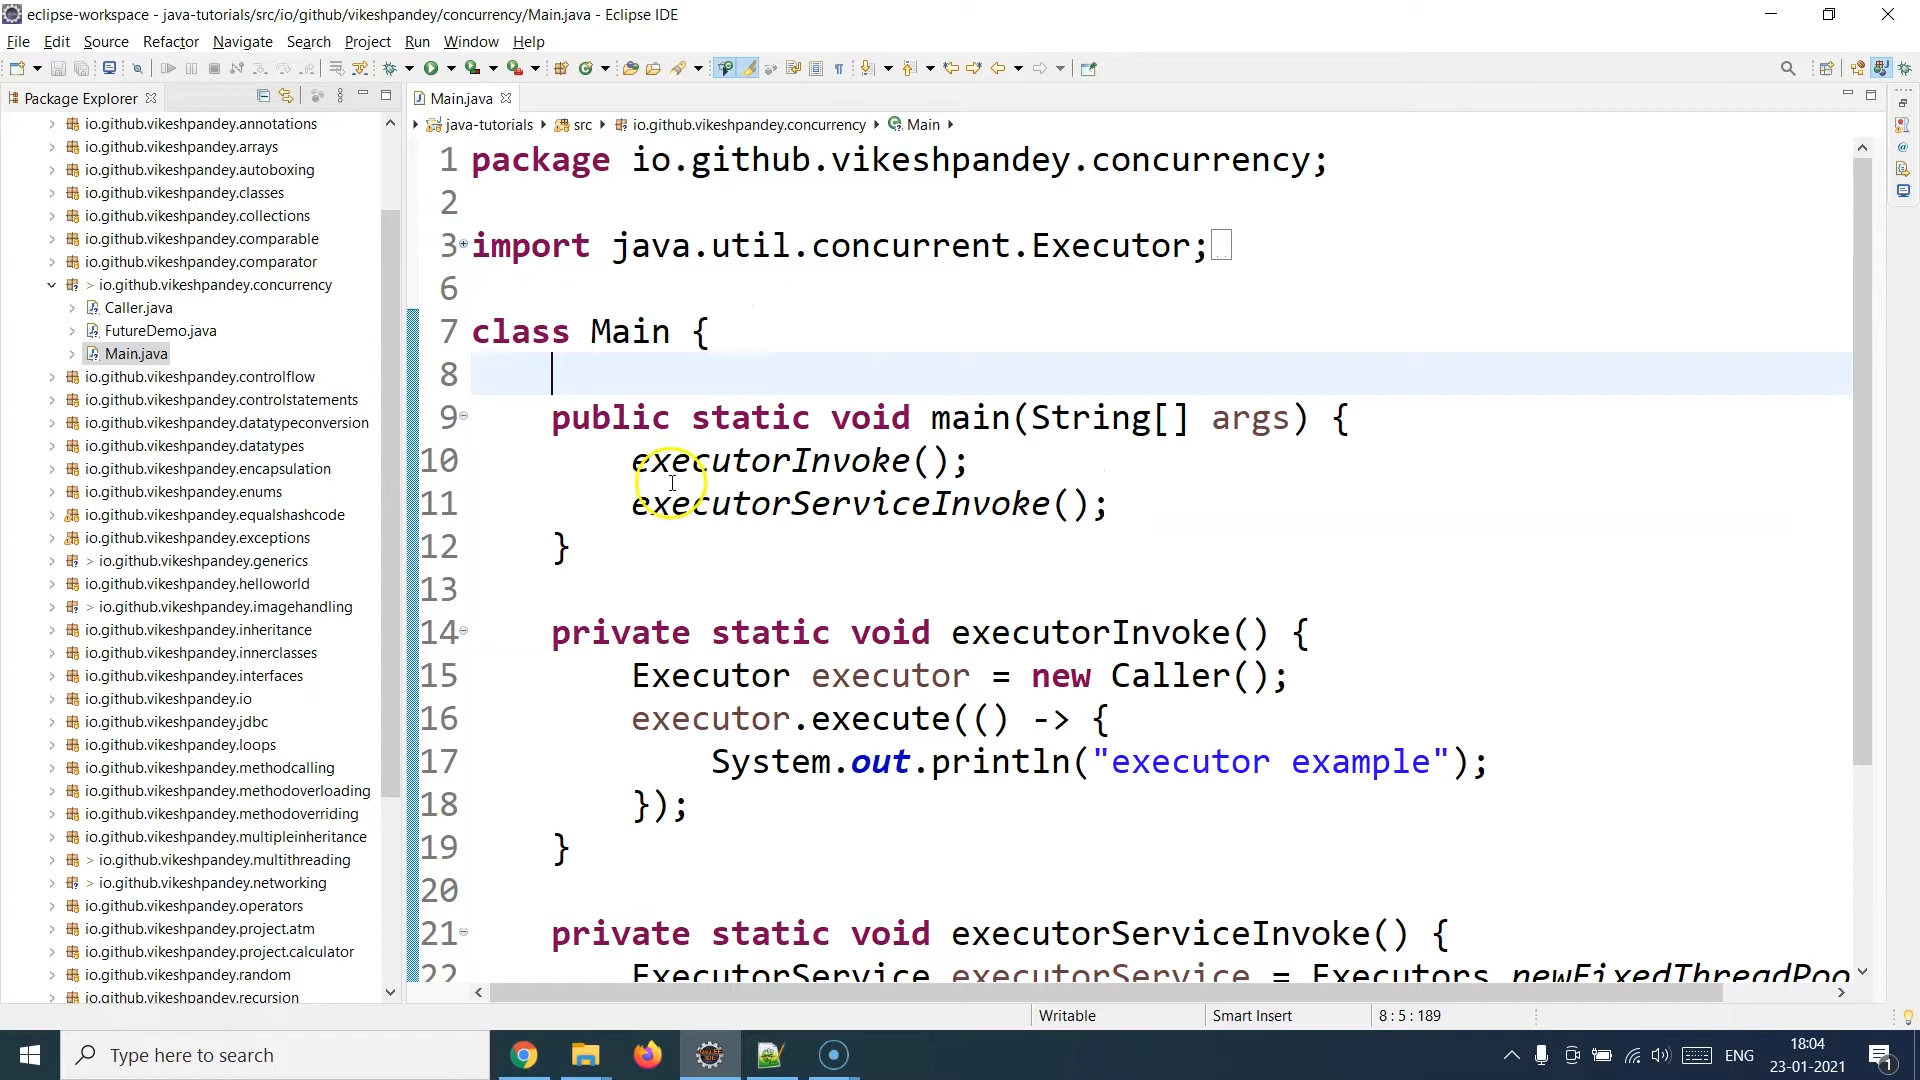 eclipse-workspace - java-tutorials/src/io/github/vikeshpandey/concurrency/Main.java - Eclipse IDE
File Edit Source Refactor Navigate Search Project Run Window Help
Package Explorer
Main.java
java-tutorials src io.github.vikeshpandey.concurrency Main
io.github.vikeshpandey.annotations
io.github.vikeshpandey.arrays
io.github.vikeshpandey.autoboxing
io.github.vikeshpandey.classes
io.github.vikeshpandey.collections
io.github.vikeshpandey.comparable
io.github.vikeshpandey.comparator
> io.github.vikeshpandey.concurrency
Caller.java
FutureDemo.java
Main.java
io.github.vikeshpandey.controlflow
io.github.vikeshpandey.controlstatements
io.github.vikeshpandey.datatypeconversion
io.github.vikeshpandey.datatypes
io.github.vikeshpandey.encapsulation
io.github.vikeshpandey.enums
io.github.vikeshpandey.equalshashcode
io.github.vikeshpandey.exceptions
> io.github.vikeshpandey.generics
io.github.vikeshpandey.helloworld
> io.github.vikeshpandey.imagehandling
io.github.vikeshpandey.inheritance
io.github.vikeshpandey.innerclasses
io.github.vikeshpandey.interfaces
io.github.vikeshpandey.io
io.github.vikeshpandey.jdbc
io.github.vikeshpandey.loops
io.github.vikeshpandey.methodcalling
io.github.vikeshpandey.methodoverloading
io.github.vikeshpandey.methodoverriding
io.github.vikeshpandey.multipleinheritance
> io.github.vikeshpandey.multithreading
> io.github.vikeshpandey.networking
io.github.vikeshpandey.operators
io.github.vikeshpandey.project.atm
io.github.vikeshpandey.project.calculator
io.github.vikeshpandey.random
io.github.vikeshpandey.recursion
1 package io.github.vikeshpandey.concurrency;
2
3 import java.util.concurrent.Executor;
6
7 class Main {
8
9 public static void main(String[] args) {
10 executorInvoke();
11 executorServiceInvoke();
12 }
13
14 private static void executorInvoke() {
15 Executor executor = new Caller();
16 executor.execute(() -> {
17 System.out.println("executor example");
18 });
19 }
20
21 private static void executorServiceInvoke() {
22 ExecutorService executorService = Executors.newFixedThreadPoo
Writable Smart Insert 8 : 5 : 189
Type here to search
ENG
18:04
23-01-2021
1